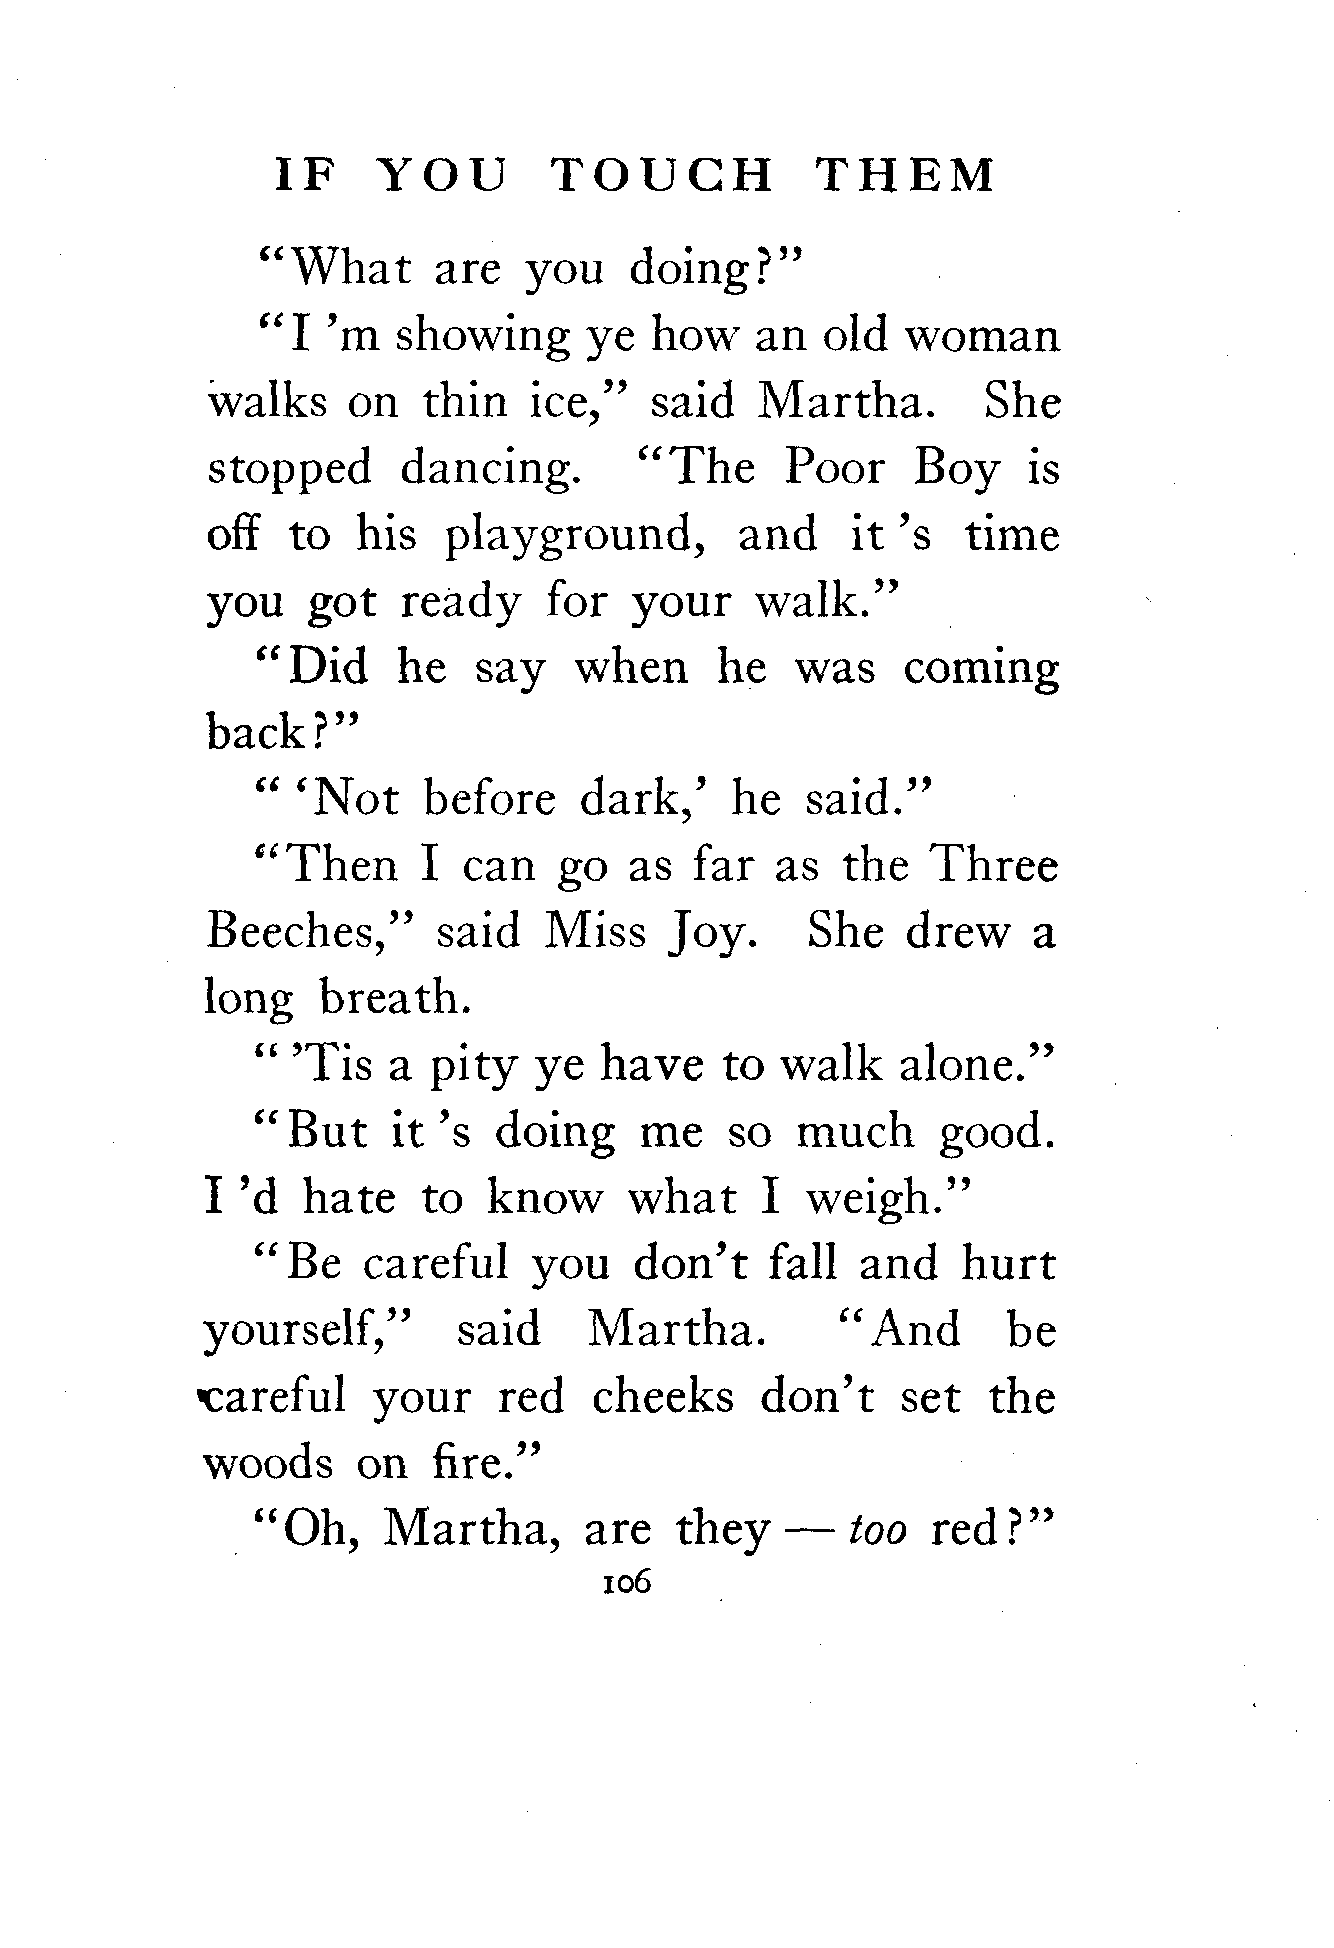 IF YOU TOUCH THEM
“What are you doing?”
“I 'm showing ye how an old woman
walks on thin ice,” said Martha. She
stopped dancing. “The Poor Boy is
off to his playground, and it 's time
you got ready for your walk.”
“Did he say when he was coming
back?”
“ ‘Not before dark,’ he said.”
“Then I can go as far as the Three
Beeches,” said Miss Joy. She drew a
long breath.
“ ’Tis a pity ye have to walk alone.”
“But it 's doing me so much good.
I 'd hate to know what I weigh.”
“Be careful you don't fall and hurt
yourself,” said Martha. “And be
careful your red cheeks don't set the
woods on fire.”
“Oh, Martha, are they — too red?”
106